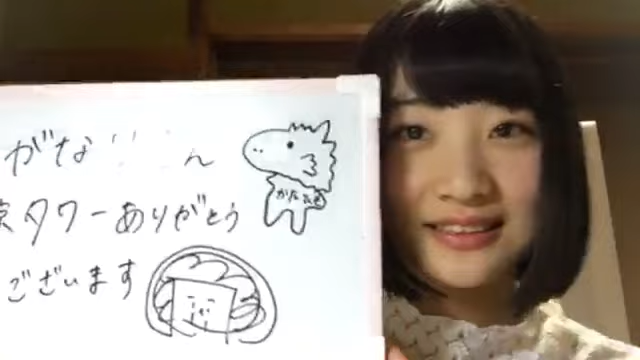 がな ん
京タワーありがとう
ございます